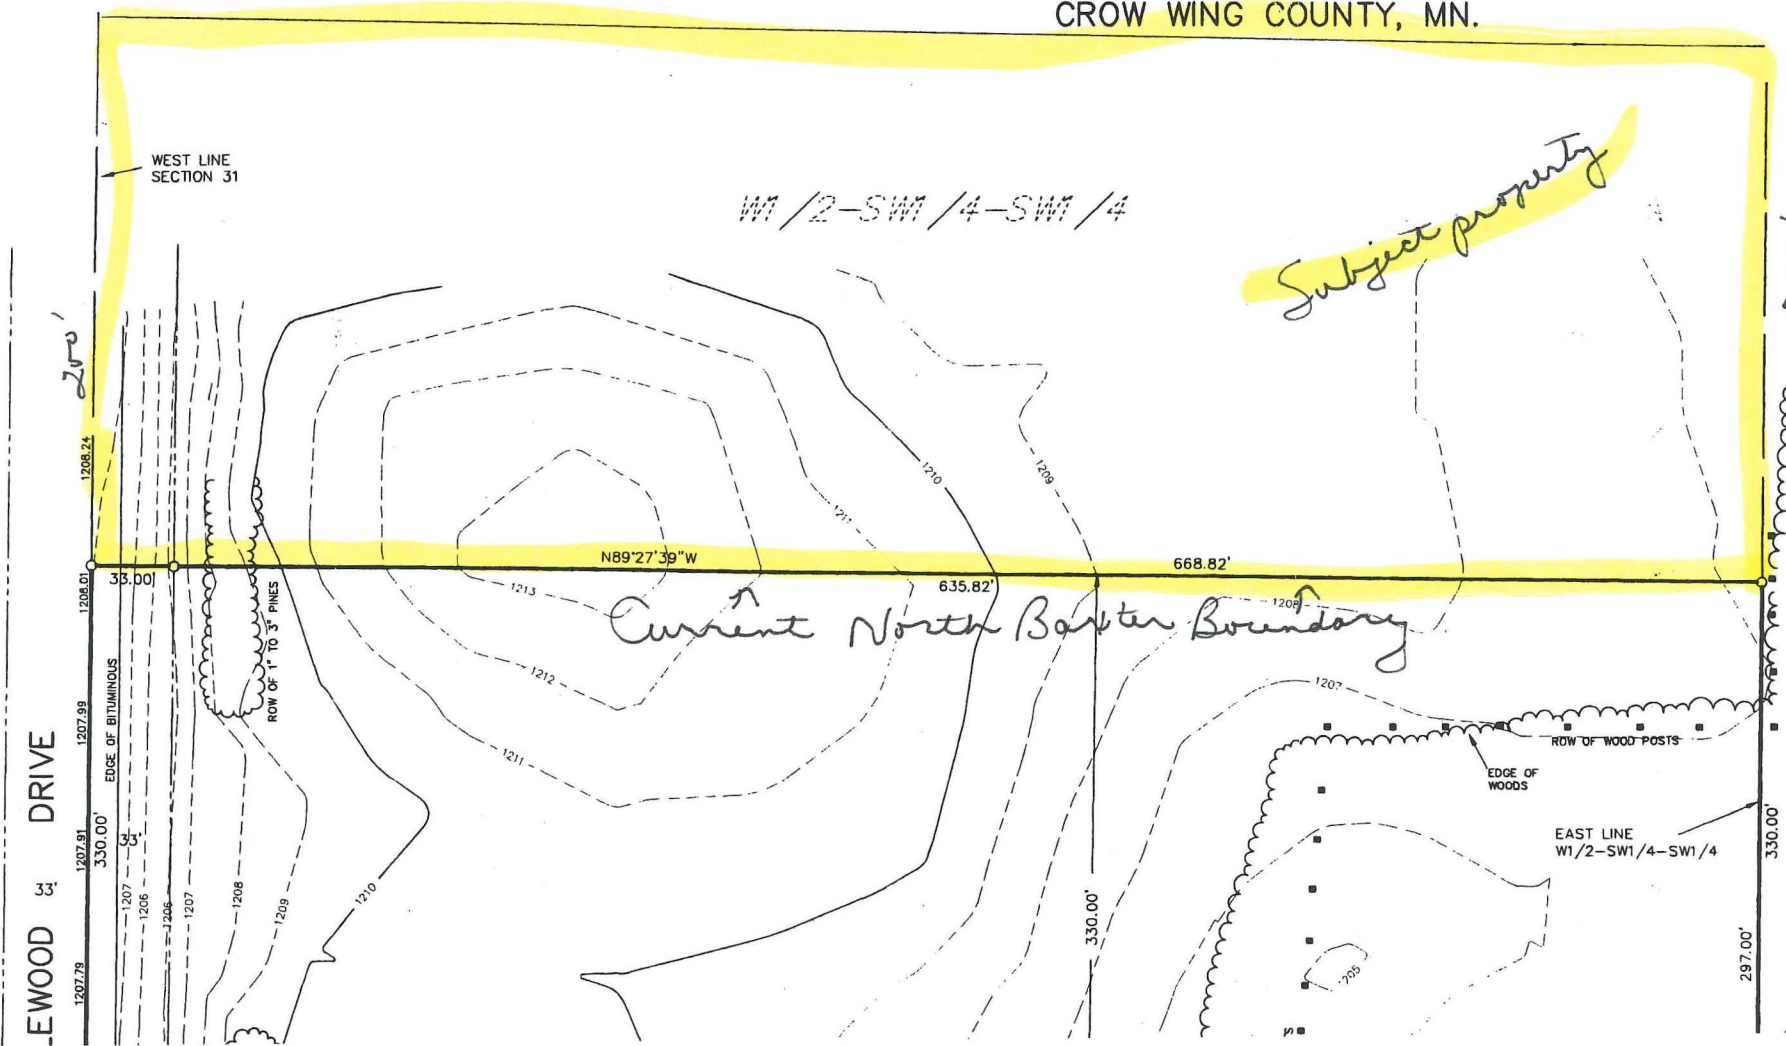 CROW WING COUNTY, MN.
WEST LINE
SECTION 31
W1/2-SW1/4-SW1/4
Subject property
200'
1208.24
1210
1209
1211
N89°27'39"W
668.82'
33.00'
635.82'
1208.01
1213
1208
Current North Baxter Boundary
ROW OF 1" TO 3" PINES
EDGE OF BITUMINOUS
1212
1207
1207.99
ROW OF WOOD POSTS
1211
EDGE OF
WOODS
EAST LINE
W1/2-SW1/4-SW1/4
330.00'
1207.91
330.00'
33'
LEWOOD 33' DRIVE
1207
1206
1206
1207
1208
1209
1210
330.00'
1205
297.00'
1207.79
S